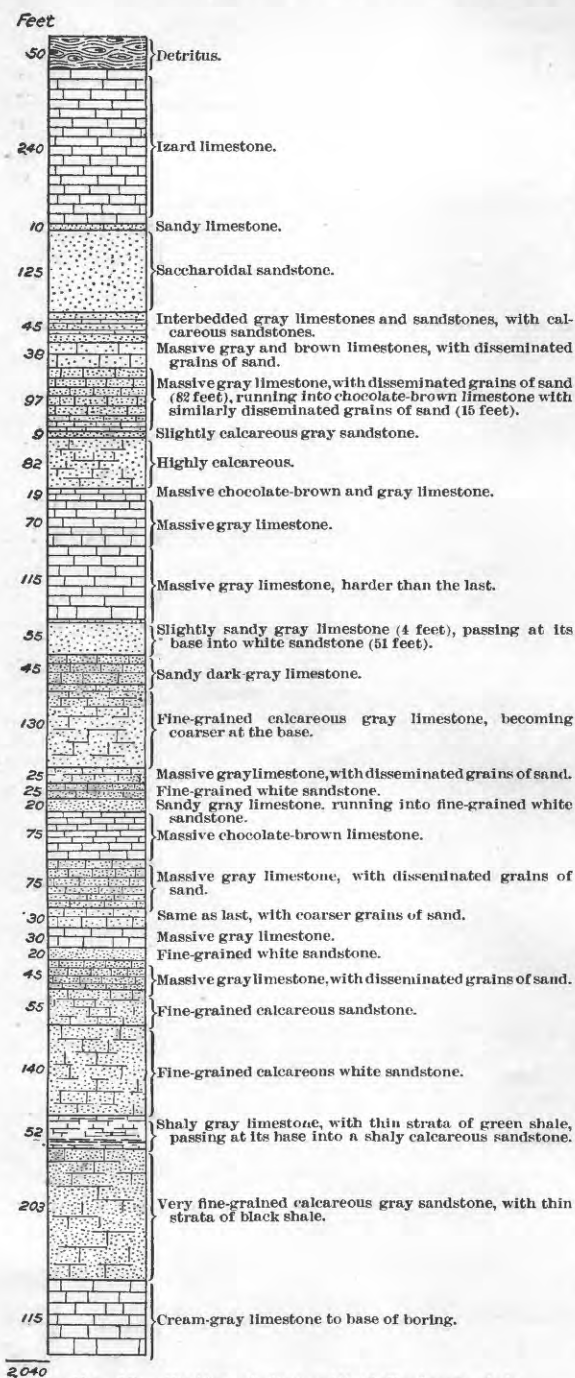 Feet
50 Detritus.
240 Izard limestone.
10 Sandy limestone.
125 Saccharoidal sandstone.
45 Interbedded gray limestones and sandstones, with cal-
careous sandstones.
38 Massive gray and brown limestones, with disseminated
grains of sand.
97 Massive gray limestone, with disseminated grains of sand
(82 feet), running into chocolate-brown limestone with
similarly disseminated grains of sand (15 feet).
9 Slightly calcareous gray sandstone.
82 Highly calcareous.
19 Massive chocolate-brown and gray limestone.
70 Massive gray limestone.
115 Massive gray limestone, harder than the last.
55 Slightly sandy gray limestone (4 feet), passing at its
base into white sandstone (51 feet).
45 Sandy dark-gray limestone.
130 Fine-grained calcareous gray limestone, becoming
coarser at the base.
25 Massive gray limestone, with disseminated grains of sand.
25 Fine-grained white sandstone.
20 Sandy gray limestone. running into fine-grained white
sandstone.
75 Massive chocolate-brown limestone.
75 Massive gray limestone, with disseminated grains of
sand.
30 Same as last, with coarser grains of sand.
30 Massive gray limestone.
20 Fine-grained white sandstone.
45 Massive gray limestone, with disseminated grains of sand.
55 Fine-grained calcareous sandstone.
140 Fine-grained calcareous white sandstone.
52 Shaly gray limestone, with thin strata of green shale,
passing at its base into a shaly calcareous sandstone.
203 Very fine-grained calcareous gray sandstone, with thin
strata of black shale.
115 Cream-gray limestone to base of boring.
2,040